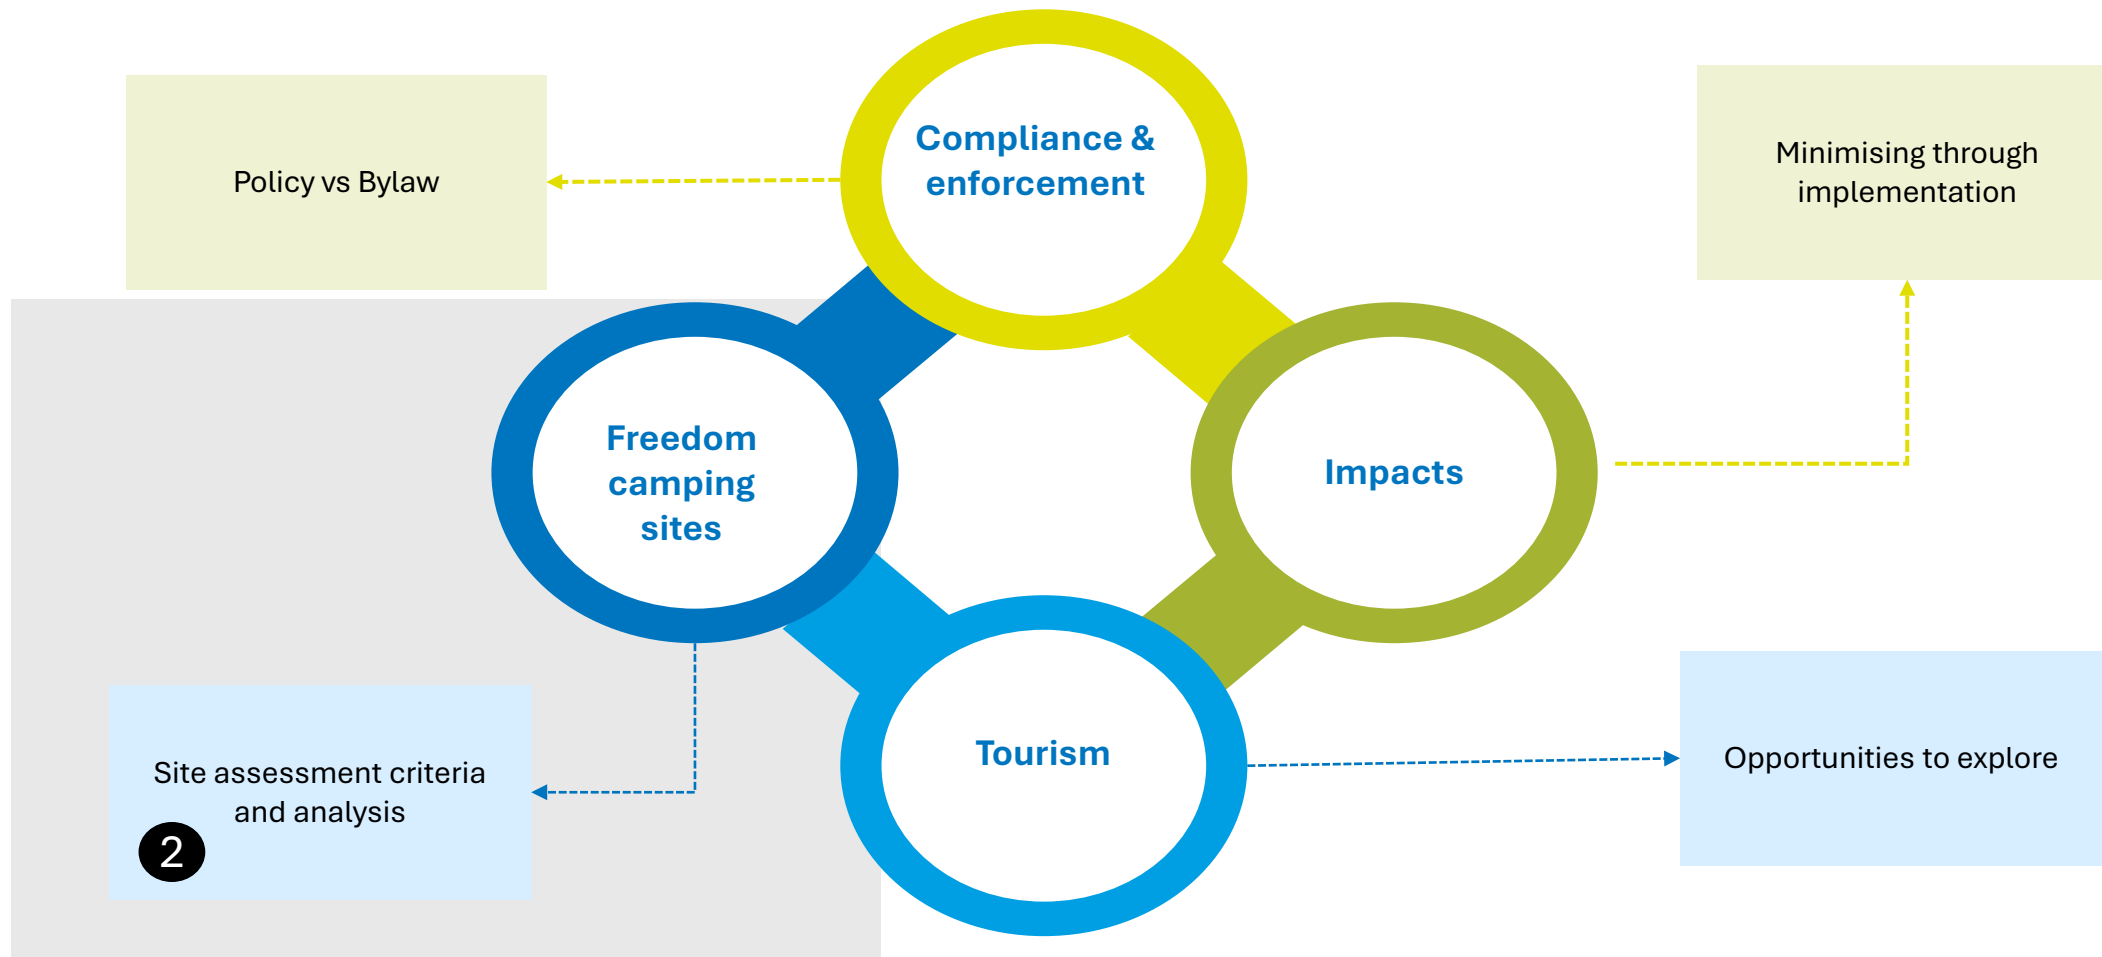 Compliance &
enforcement
Policy vs Bylaw
Minimising through
implementation
Freedom
camping
sites
Impacts
Tourism
Opportunities to explore
Site assessment criteria
and analysis
2